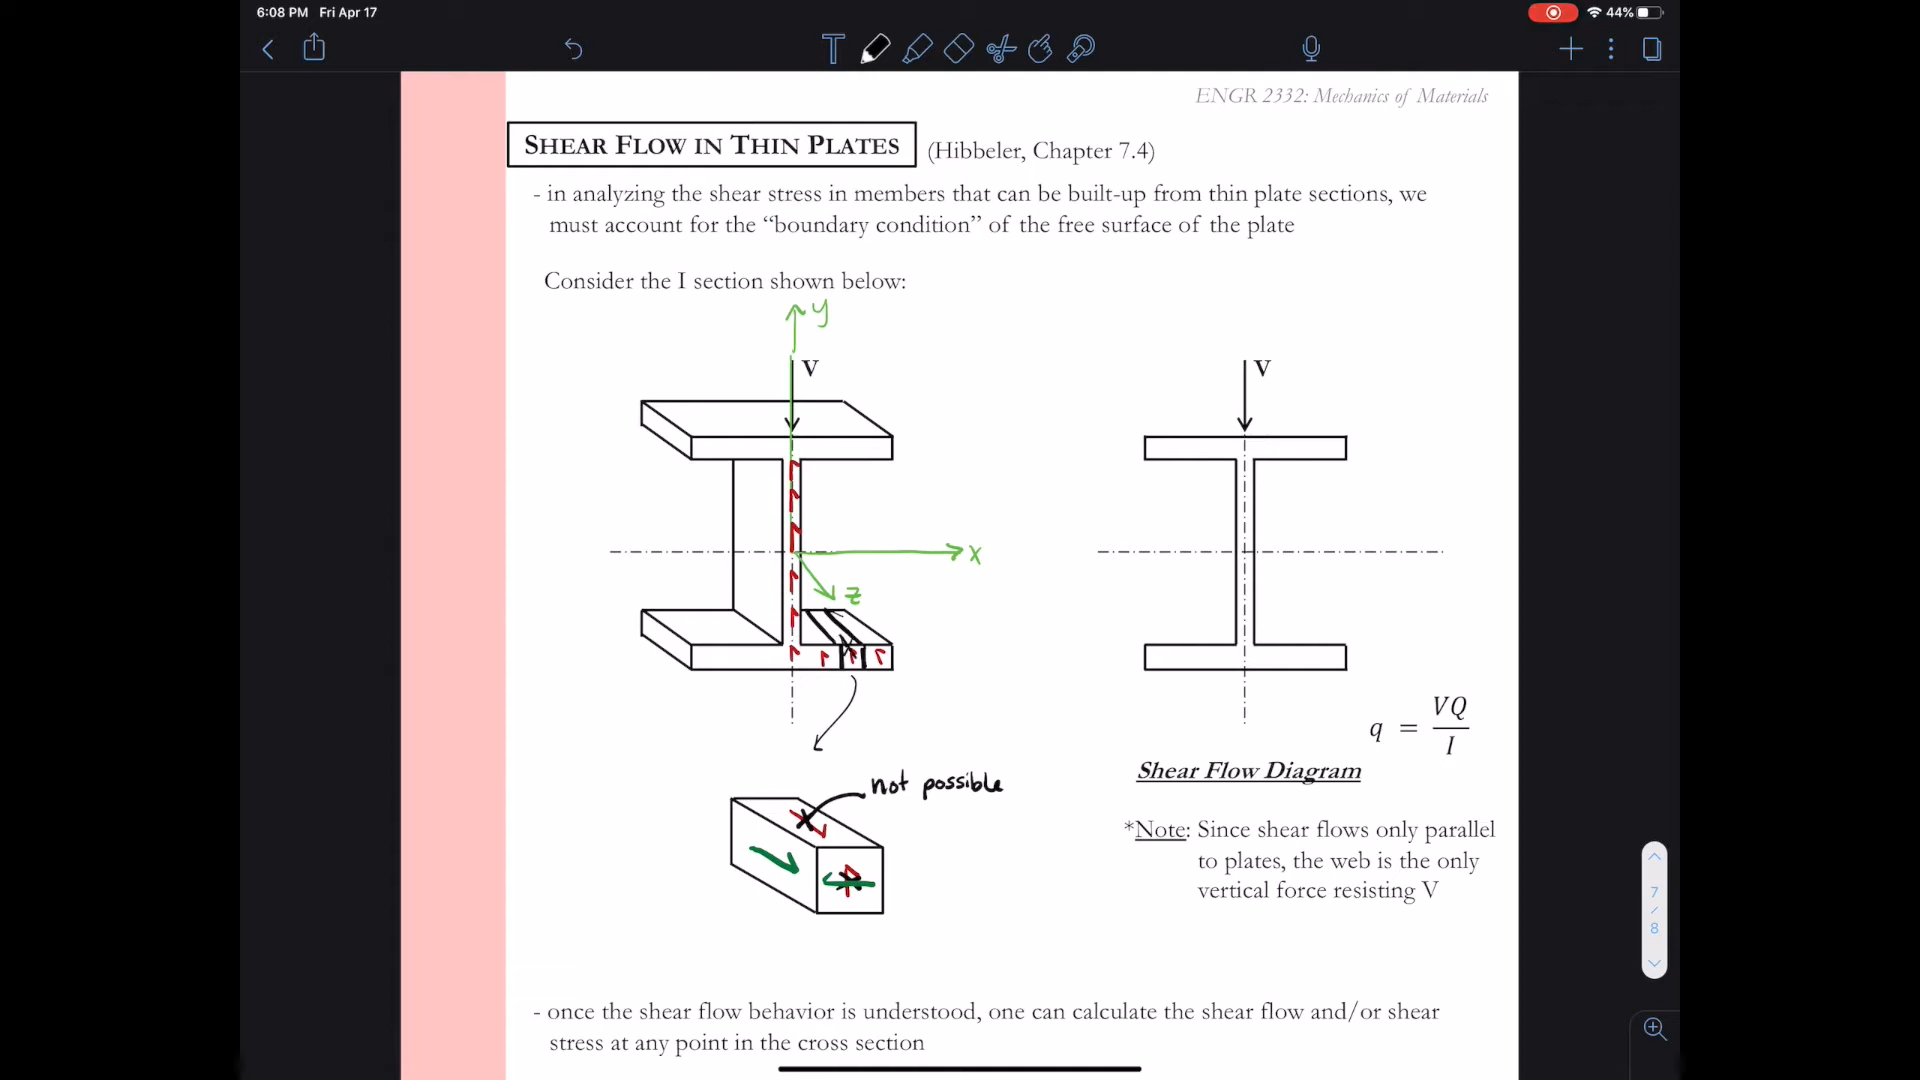 6:08 PM Fri Apr 17
44%
ENGR 2332: Mechanics of Materials
SHEAR FLOW IN THIN PLATES (Hibbeler, Chapter 7.4)
- in analyzing the shear stress in members that can be built-up from thin plate sections, we
must account for the “boundary condition” of the free surface of the plate
Consider the I section shown below:
y
V
V
x
z
q = VQ
I
Shear Flow Diagram
not possible
*Note: Since shear flows only parallel
to plates, the web is the only
vertical force resisting V
7
/
8
- once the shear flow behavior is understood, one can calculate the shear flow and/or shear
stress at any point in the cross section